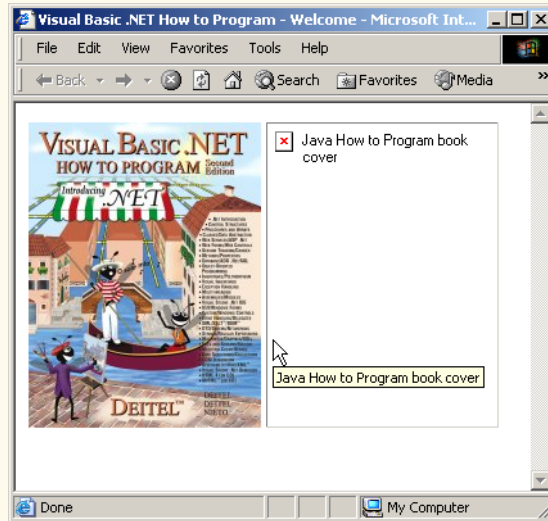 Visual Basic .NET How to Program - Welcome - Microsoft Int...
File Edit View Favorites Tools Help
Back Search Favorites Media »
VISUAL BASIC .NET
HOW TO PROGRAM Second
Edition
Introducing
.NET
DEITEL™
DEITEL
DEITEL
NIETO
Java How to Program book
cover
Java How to Program book cover
Done My Computer